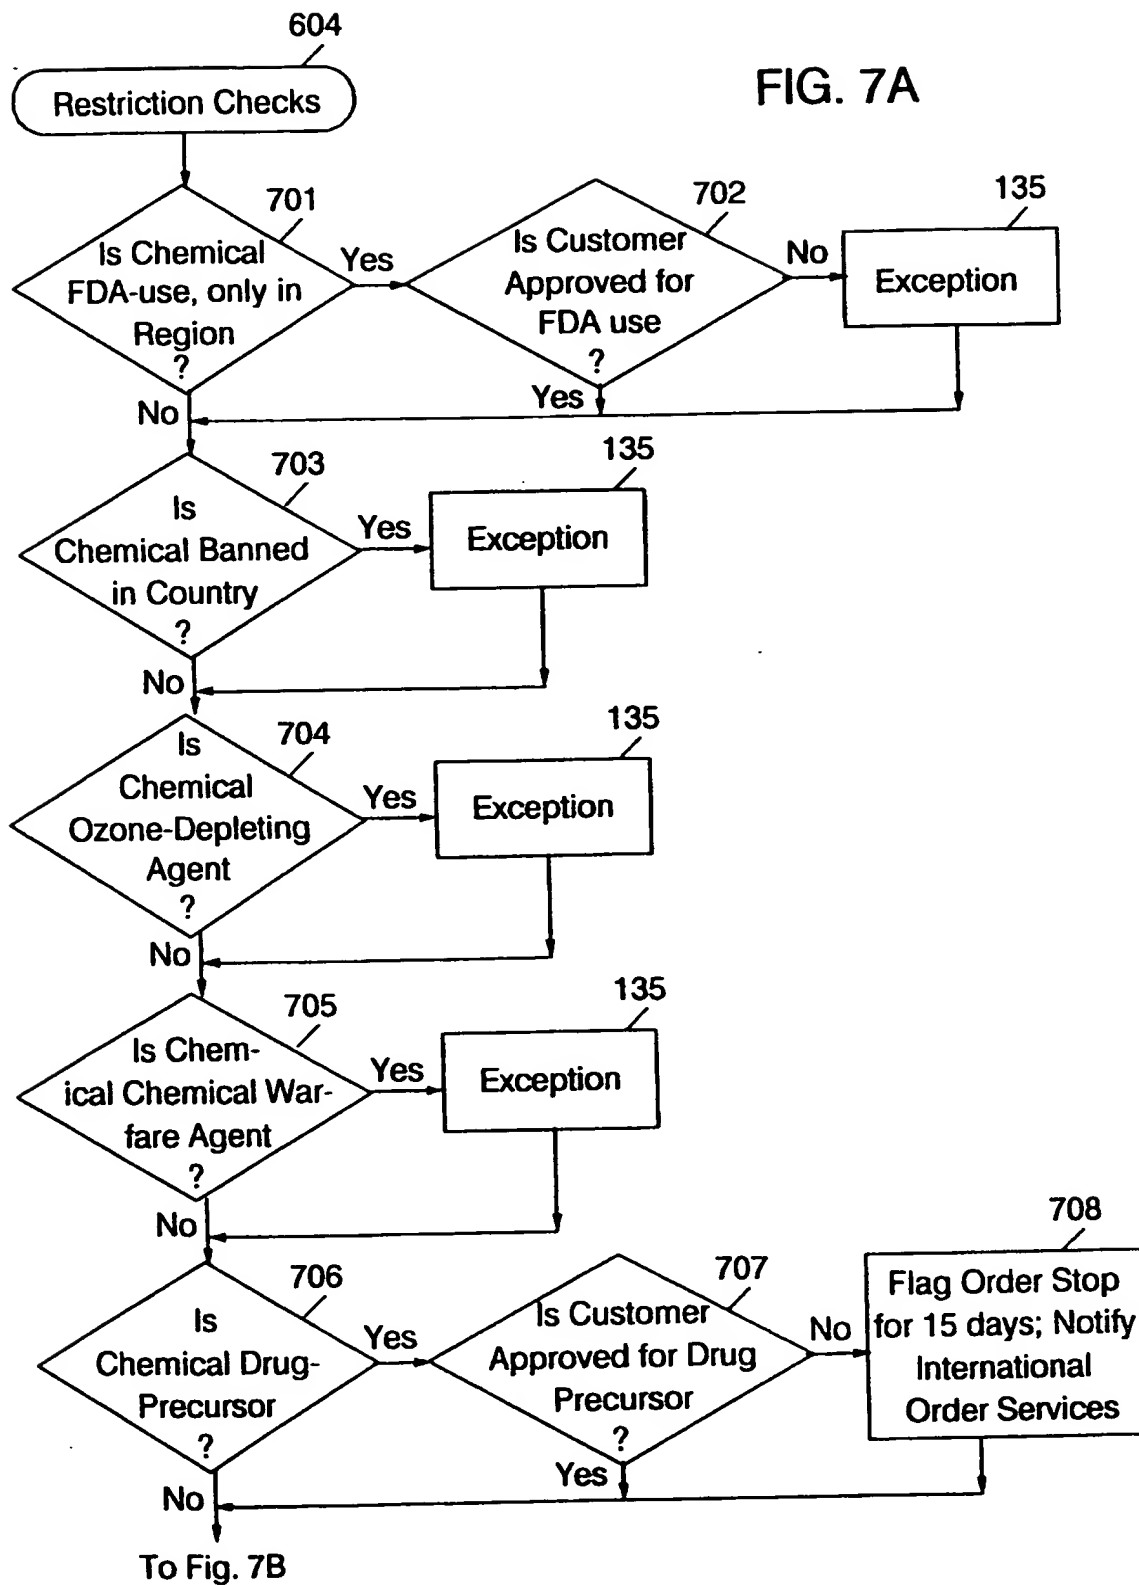 604
FIG. 7A
Restriction Checks
701
Is Chemical
FDA-use, only in
Region
?
Yes
No
702
Is Customer
Approved for
FDA use
?
No
Yes
135
Exception
703
Is
Chemical Banned
in Country
?
Yes
No
135
Exception
704
Is
Chemical
Ozone-Depleting
Agent
?
Yes
No
135
Exception
705
Is Chem-
ical Chemical War-
fare Agent
?
Yes
No
135
Exception
706
Is
Chemical Drug-
Precursor
?
Yes
No
707
Is Customer
Approved for Drug
Precursor
?
No
Yes
708
Flag Order Stop
for 15 days; Notify
International
Order Services
To Fig. 7B